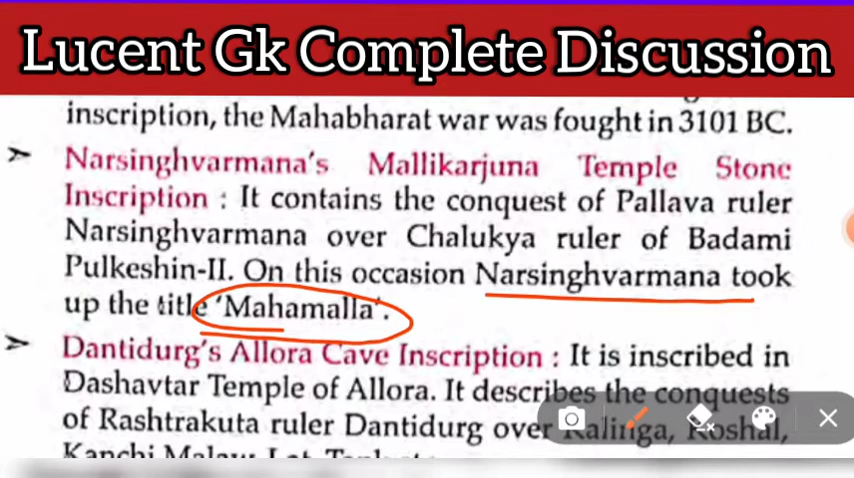 Lucent Gk Complete Discussion
inscription, the Mahabharat war was fought in 3101 BC.
➤ Narsinghvarmana's Mallikarjuna Temple Stone
Inscription : It contains the conquest of Pallava ruler
Narsinghvarmana over Chalukya ruler of Badami
Pulkeshin-II. On this occasion Narsinghvarmana took
up the title 'Mahamalla'.
➤ Dantidurg's Allora Cave Inscription : It is inscribed in
Dashavtar Temple of Allora. It describes the conquests
of Rashtrakuta ruler Dantidurg over Kalinga, Koshal,
Kanchi